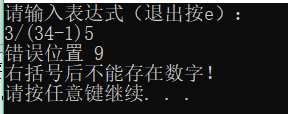 请输入表达式（退出按e）：
3/(34-1)5
错误位置 9
右括号后不能存在数字！
请按任意键继续. . .